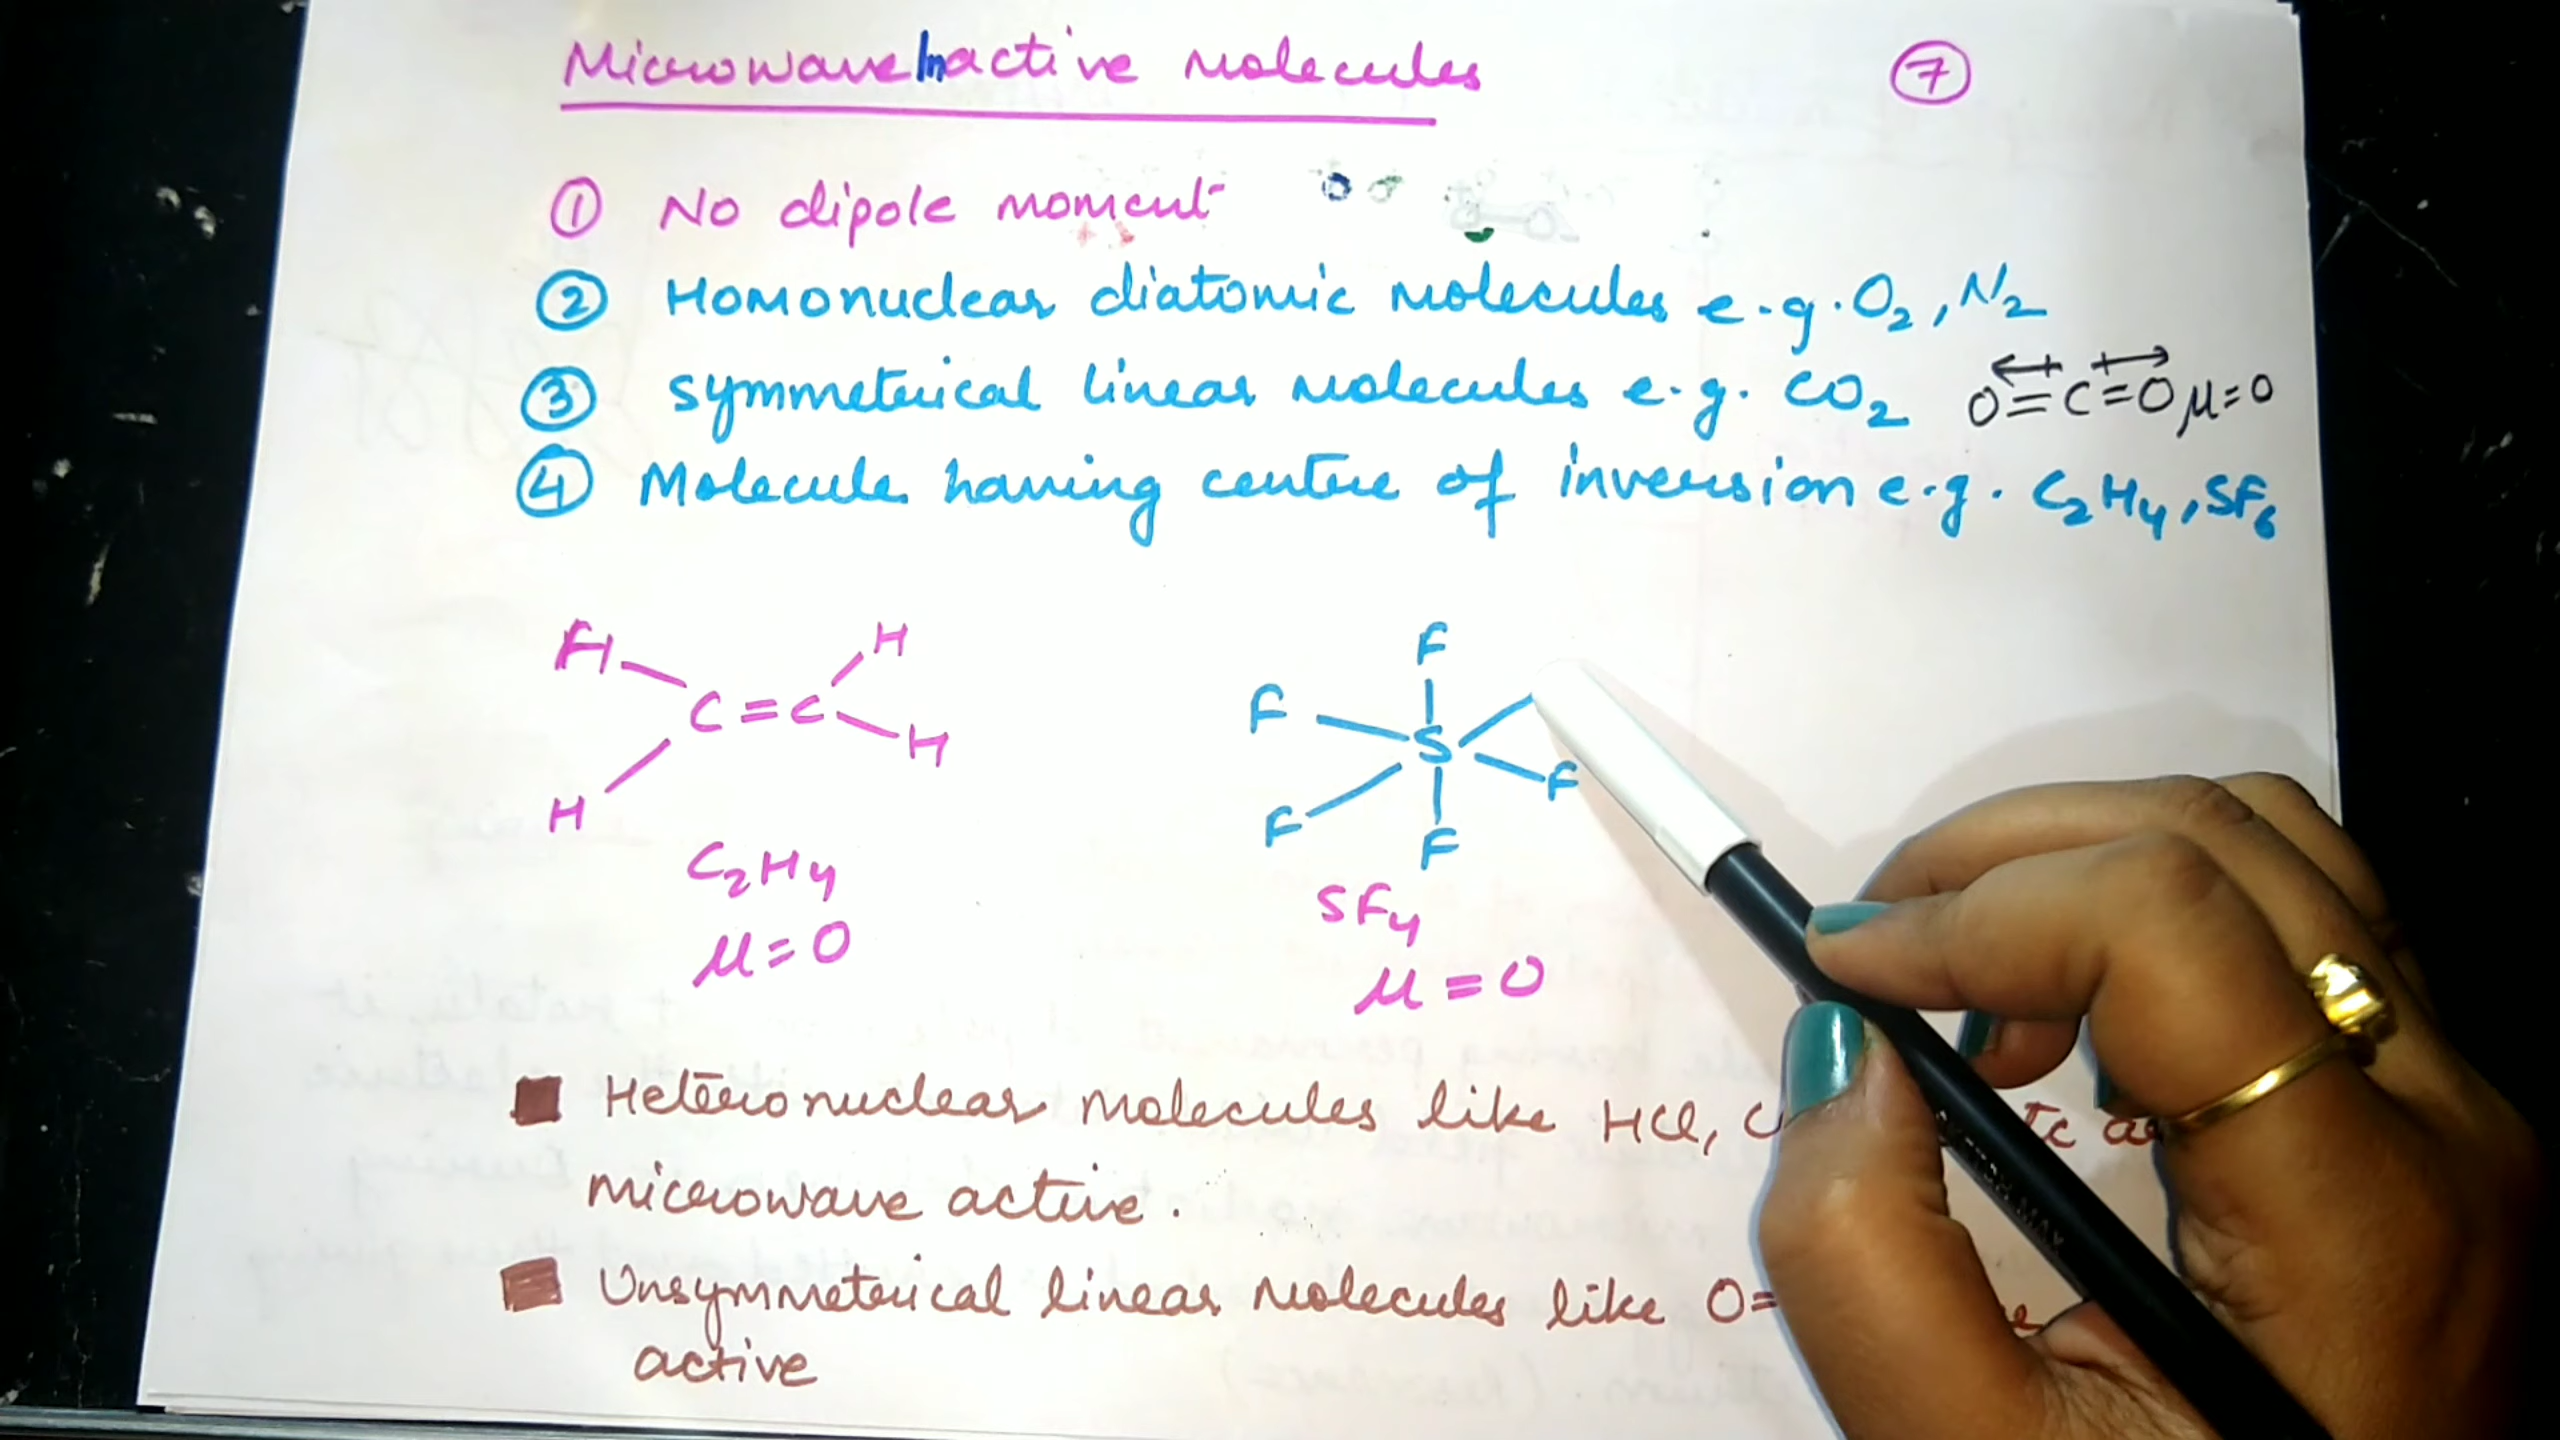 Microwave Inactive Molecules
7
1 No dipole moment
2 Homonuclear diatomic molecules e.g. O2, N2
3 symmeterical linear molecules e.g. CO2 O=C=O μ=0
4 Molecule having centre of inversion e.g. C2H4, SF6
H H
C=C
H
H
C2H4
μ=0
F
F
S
F
F
F
SF4
μ=0
Heteronuclear molecules like HCl,
microwave active.
Unsymmeterical linear molecules like O=
active